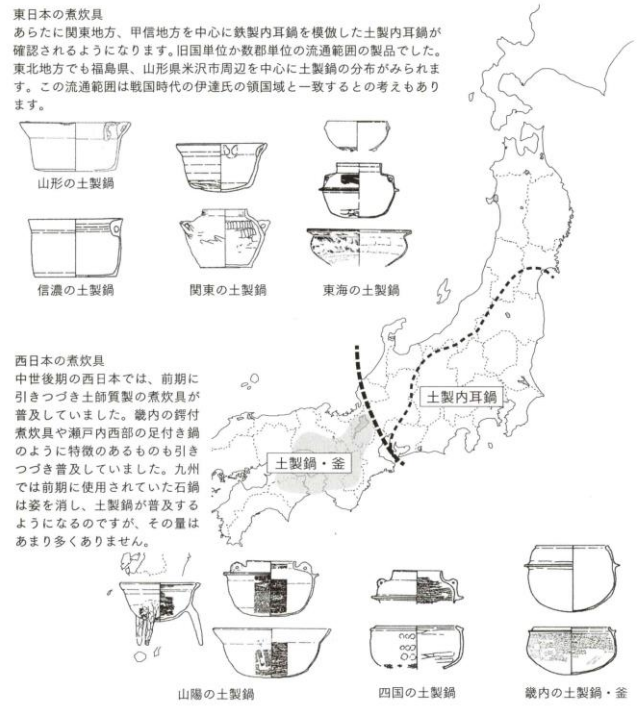 東日本の煮炊具
あらたに関東地方、甲信地方を中心に鉄製内耳鍋を模倣した土製内耳鍋が
確認されるようになります。旧国単位か数郡単位の流通範囲の製品でした。
東北地方でも福島県、山形県米沢市周辺を中心に土製鍋の分布がみられま
す。この流通範囲は戦国時代の伊達氏の領国域と一致するとの考えもあり
ます。
山形の土製鍋
信濃の土製鍋
関東の土製鍋
東海の土製鍋
西日本の煮炊具
中世後期の西日本では、前期に
引きつづき土師質製の煮炊具が
普及していました。畿内の鍔付
煮炊具や瀬戸内西部の足付き鍋
のように特徴のあるものも引き
つづき普及していました。九州
では前期に使用されていた石鍋
は姿を消し、土製鍋が普及する
ようになるのですが、その量は
あまり多くありません。
土製内耳鍋
土製鍋・釜
山陽の土製鍋
四国の土製鍋
畿内の土製鍋・釜